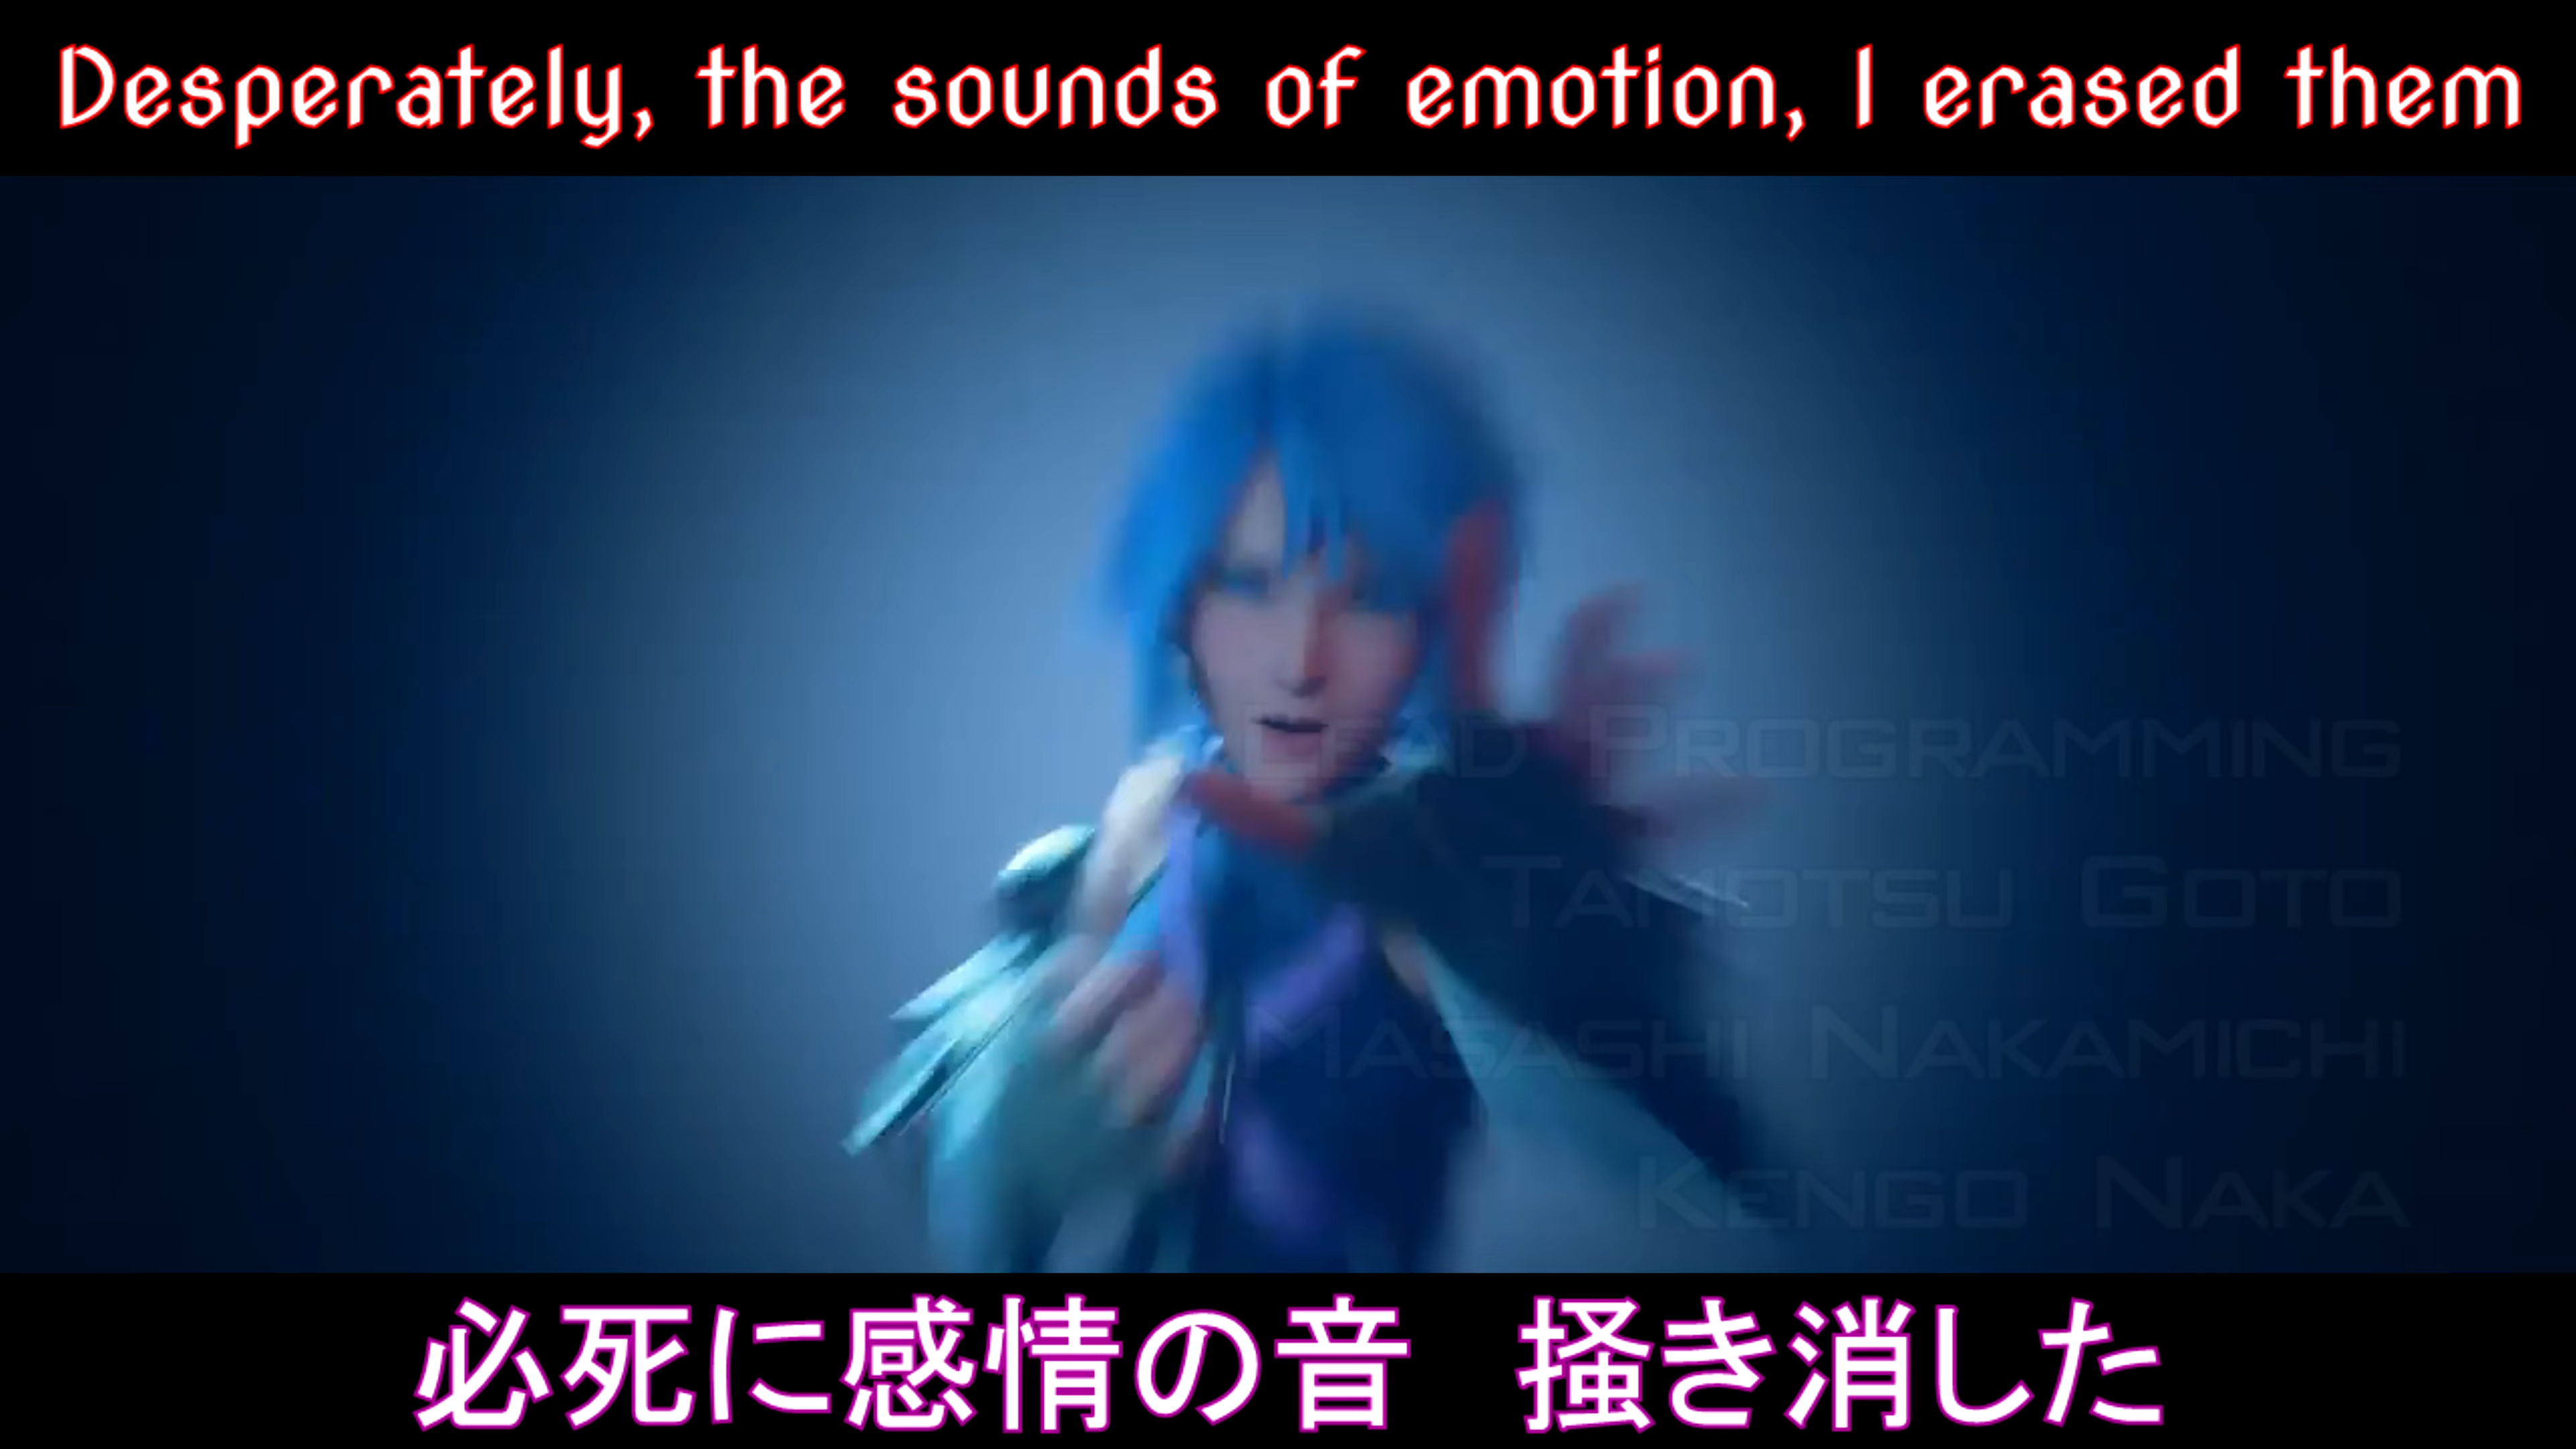 Desperately, the sounds of emotion, I erased them
Lead Programming
Tamotsu Goto
Masashi Nakamichi
Kengo Naka
必死に感情の音　掻き消した